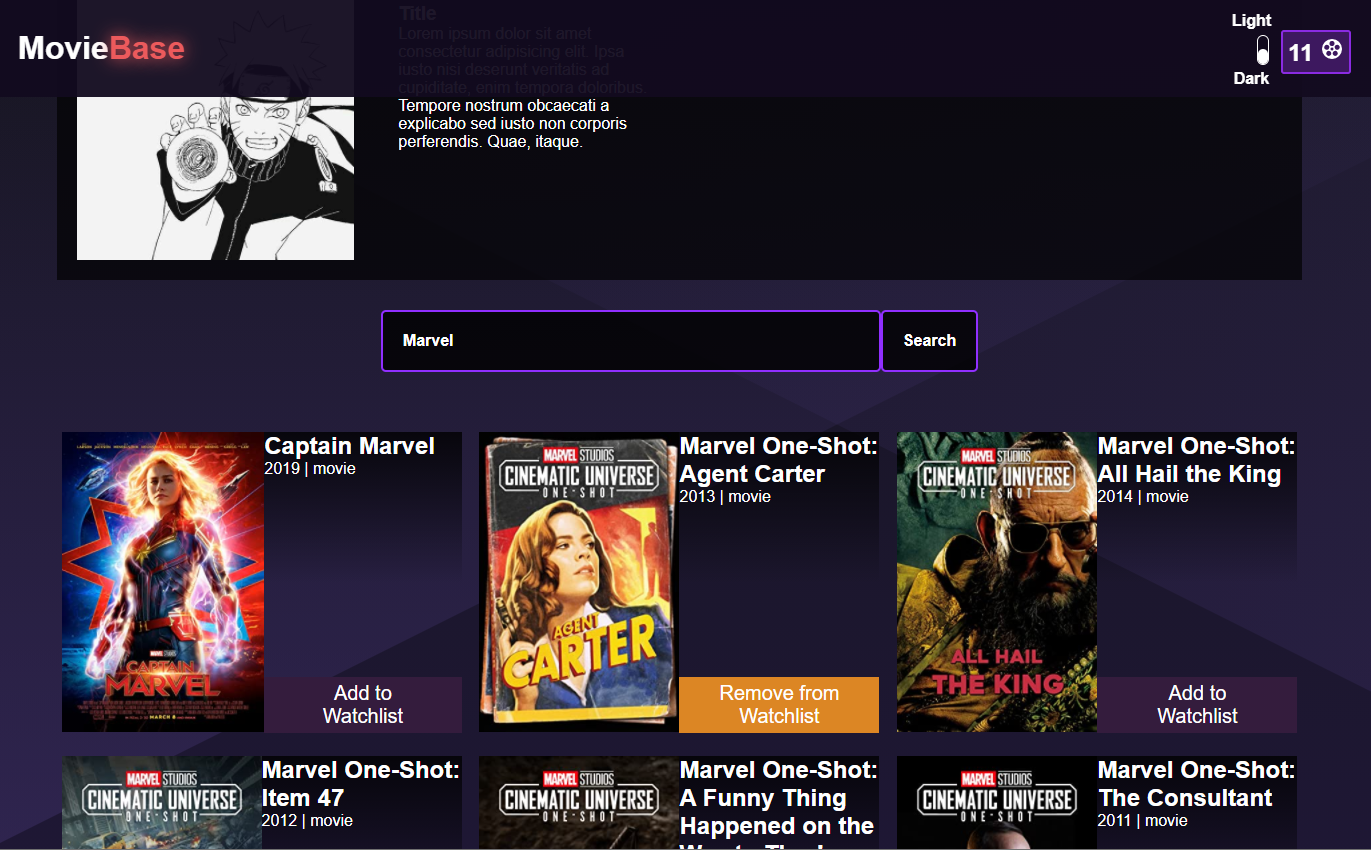 MovieBase
Light
Dark
11
Title
Lorem ipsum dolor sit amet
consectetur adipisicing elit. Ipsa
iusto nisi deserunt veritatis ad
cupiditate, enim tempora doloribus.
Tempore nostrum obcaecati a
explicabo sed iusto non corporis
perferendis. Quae, itaque.
Marvel
Search
CAPTAIN
MARVEL
MARCH 8
Captain Marvel
2019 | movie
Add to
Watchlist
MARVEL STUDIOS
CINEMATIC UNIVERSE
ONE-SHOT
AGENT
CARTER
Marvel One-Shot:
Agent Carter
2013 | movie
Remove from
Watchlist
MARVEL STUDIOS
CINEMATIC UNIVERSE
ONE-SHOT
ALL HAIL
THE KING
Marvel One-Shot:
All Hail the King
2014 | movie
Add to
Watchlist
MARVEL STUDIOS
CINEMATIC UNIVERSE
ONE-SHOT
Marvel One-Shot:
Item 47
2012 | movie
MARVEL STUDIOS
CINEMATIC UNIVERSE
ONE-SHOT
Marvel One-Shot:
A Funny Thing
Happened on the
MARVEL STUDIOS
CINEMATIC UNIVERSE
ONE-SHOT
Marvel One-Shot:
The Consultant
2011 | movie